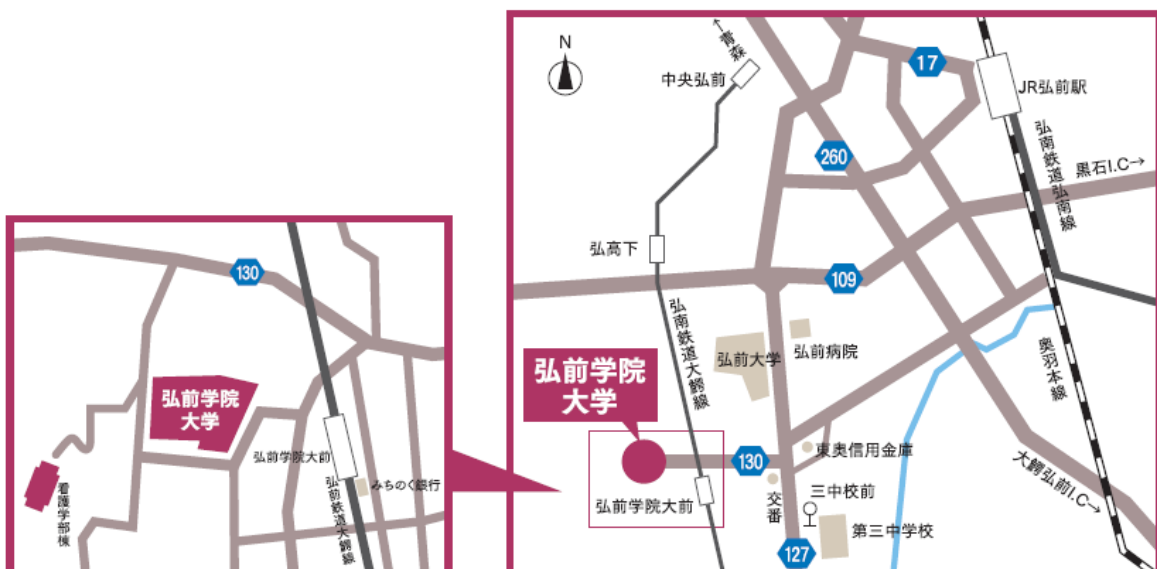 130
弘前学院
大学
弘前学院大前
みちのく銀行
弘前鉄道大鰐線
看護学部棟
N
←青森
中央弘前
17
JR弘前駅
260
弘南鉄道弘南線
黒石I.C→
弘高下
109
弘南鉄道大鰐線
弘前大学
弘前病院
奥羽本線
弘前学院
大学
130
東奥信用金庫
弘前学院大前
交番
三中校前
第三中学校
大鰐弘前I.C→
127